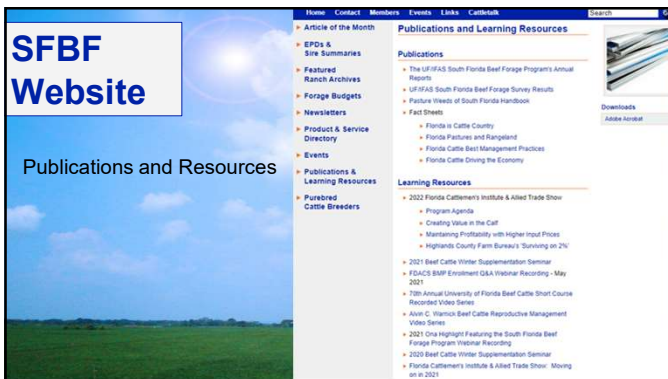 SFBF
Website
Publications and Resources
Home Contact Members Events Links Cattletalk Search
Article of the Month
EPDs &
Sire Summaries
Featured
Ranch Archives
Forage Budgets
Newsletters
Product & Service
Directory
Events
Publications &
Learning Resources
Purebred
Cattle Breeders
Publications and Learning Resources
Publications
The UF/IFAS South Florida Beef Forage Program's Annual
Reports
UF/IFAS South Florida Beef Forage Survey Results
Pasture Weeds of South Florida Handbook
Fact Sheets
Florida is Cattle Country
Florida Pastures and Rangeland
Florida Cattle Best Management Practices
Florida Cattle Driving the Economy
Learning Resources
2022 Florida Cattlemen's Institute & Allied Trade Show
Program Agenda
Creating Value in the Calf
Maintaining Profitability with Higher Input Prices
Highlands County Farm Bureau's 'Surviving on 2%'
2021 Beef Cattle Winter Supplementation Seminar
FDACS BMP Enrollment Q&A Webinar Recording - May
2021
70th Annual University of Florida Beef Cattle Short Course
Recorded Video Series
Alvin C. Warnick Beef Cattle Reproductive Management
Video Series
2021 Ona Highlight Featuring the South Florida Beef
Forage Program Webinar Recording
2020 Beef Cattle Winter Supplementation Seminar
Florida Cattlemen's Institute & Allied Trade Show: Moving
on in 2021
Downloads
Adobe Acrobat